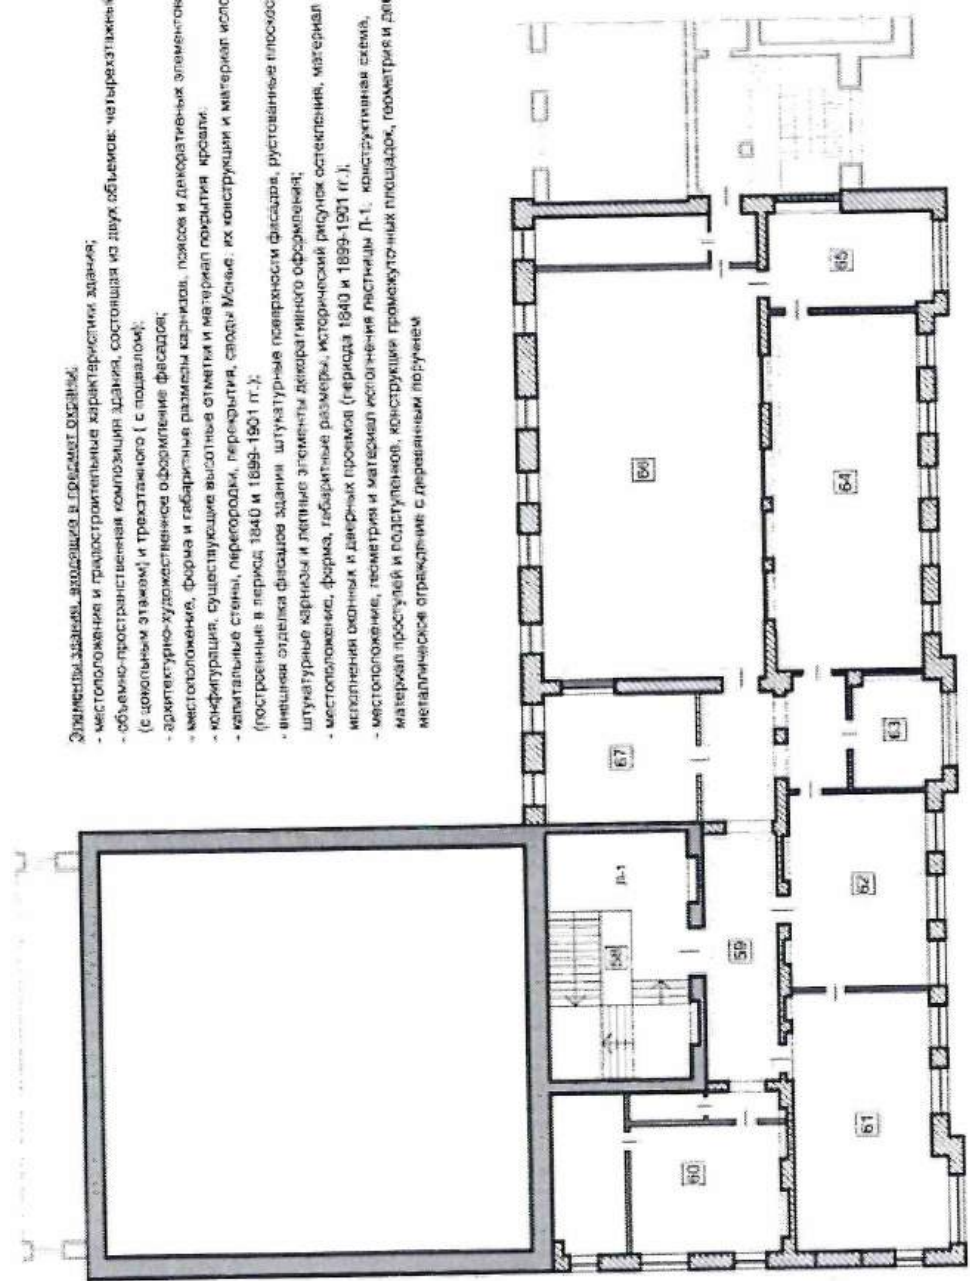 Элементы здания, входящие в предмет охраны:
- местоположение и градостроительные характеристики здания;
- объемно-пространственная композиция здания, состоящая из двух объемов: четырехэтажный
(с цокольным этажом) и трехэтажного ( с подвалом);
- архитектурно-художественное оформление фасадов;
- местоположение, форма и габаритные размеры карнизов, поясов и декоративных элементов
- конфигурация, существующие высотные отметки и материал покрытия кровли.
- капитальные стены, перегородки, перекрытия, своды Монье: их конструкции и материал испо
(построенные в период 1840 и 1899-1901 гг.);
- внешняя отделка фасадов здания штукатурные поверхности фасадов, рустованные плоскос
штукатурные карнизы и лепные элементы декоративного оформления;
- местоположение, форма, габаритные размеры, исторический рисунок остекления, материал
исполнения оконных и дверных проемов (периода 1840 и 1899-1901 гг.);
- местоположение, геометрия и материал исполнения лестницы Л-1: конструктивная схема,
материал проступей и подступенков, конструкция промежуточных площадок, геометрия и
металлическое ограждение с деревянным поручнем
58
Л-1
67
66
65
60
59
61
62
63
64